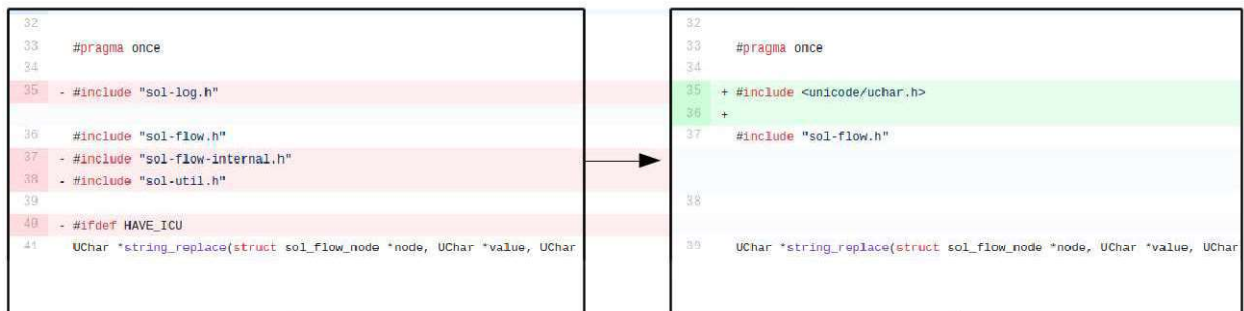 32
33 #pragma once
34
35 - #include "sol-log.h"
36 #include "sol-flow.h"
37 - #include "sol-flow-internal.h"
38 - #include "sol-util.h"
39
40 - #ifdef HAVE_ICU
41 UChar *string_replace(struct sol_flow_node *node, UChar *value, UChar
32
33 #pragma once
34
35 + #include <unicode/uchar.h>
36 +
37 #include "sol-flow.h"
38
39 UChar *string_replace(struct sol_flow_node *node, UChar *value, UChar